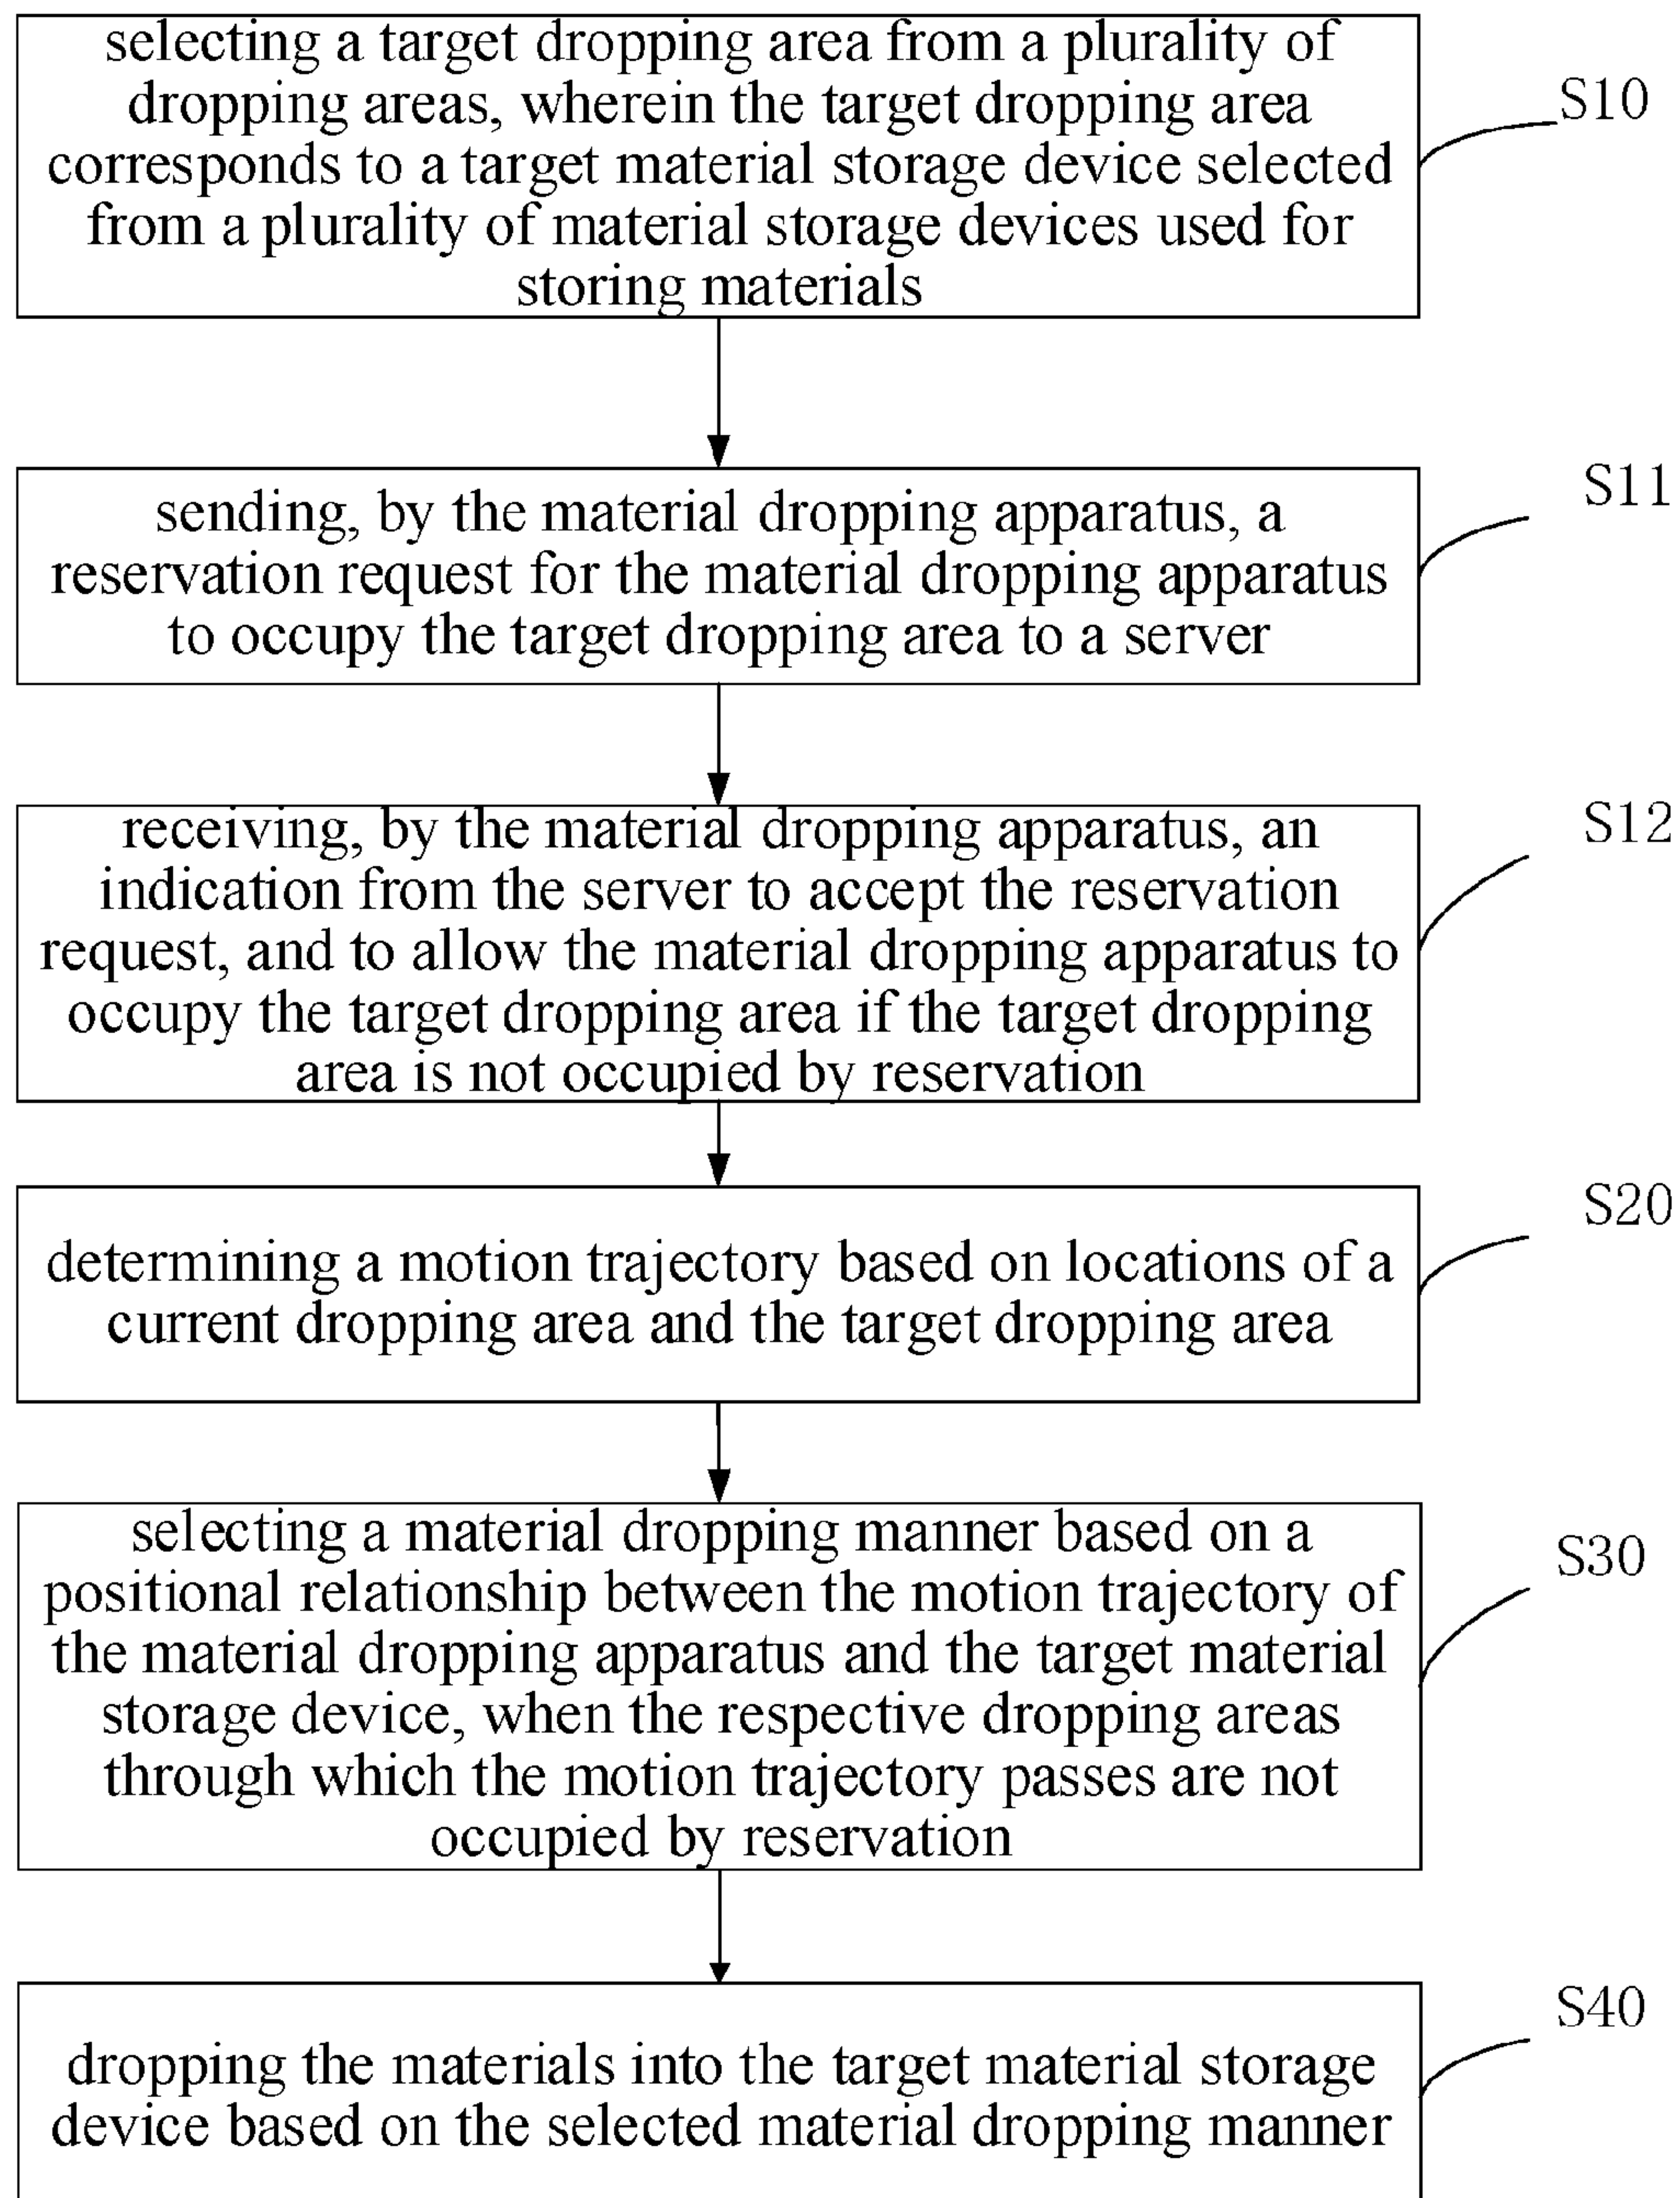 selecting a target dropping area from a plurality of
dropping areas, wherein the target dropping area
corresponds to a target material storage device selected
from a plurality of material storage devices used for
storing materials
S10
sending, by the material dropping apparatus, a
reservation request for the material dropping apparatus
to occupy the target dropping area to a server
S11
receiving, by the material dropping apparatus, an
indication from the server to accept the reservation
request, and to allow the material dropping apparatus to
occupy the target dropping area if the target dropping
area is not occupied by reservation
S12
determining a motion trajectory based on locations of a
current dropping area and the target dropping area
S20
selecting a material dropping manner based on a
positional relationship between the motion trajectory of
the material dropping apparatus and the target material
storage device, when the respective dropping areas
through which the motion trajectory passes are not
occupied by reservation
S30
dropping the materials into the target material storage
device based on the selected material dropping manner
S40